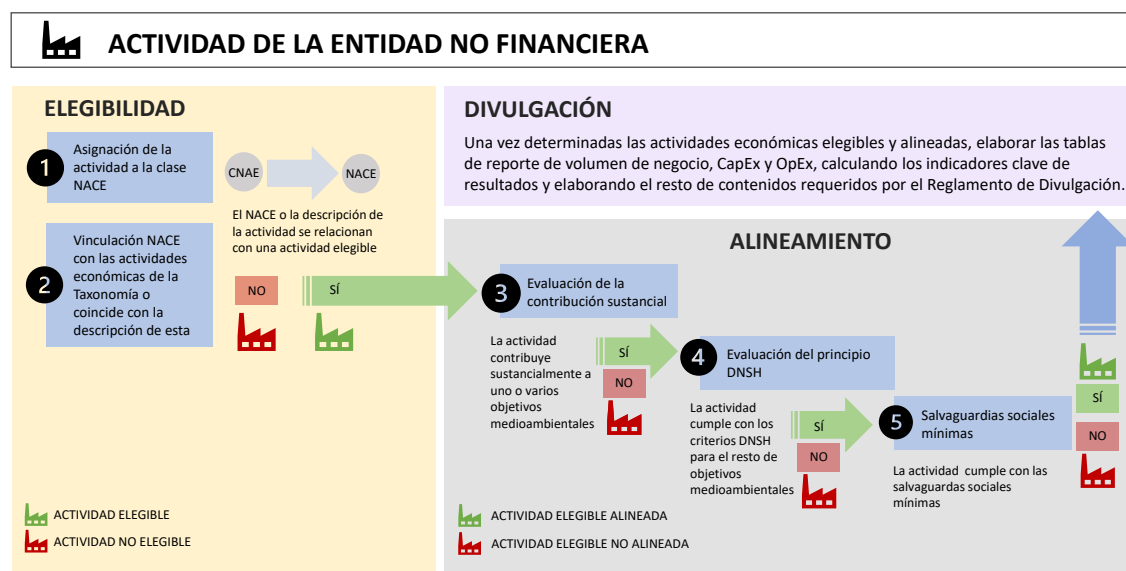 ACTIVIDAD DE LA ENTIDAD NO FINANCIERA
ELEGIBILIDAD
1
Asignación de la
actividad a la clase
NACE
CNAE
NACE
El NACE o la descripción de
la actividad se relacionan
con una actividad elegible
2
Vinculación NACE
con las actividades
económicas de la
Taxonomía o
coincide con la
descripción de esta
NO
SÍ
ACTIVIDAD ELEGIBLE
ACTIVIDAD NO ELEGIBLE
DIVULGACIÓN
Una vez determinadas las actividades económicas elegibles y alineadas, elaborar las tablas
de reporte de volumen de negocio, CapEx y OpEx, calculando los indicadores clave de
resultados y elaborando el resto de contenidos requeridos por el Reglamento de Divulgación.
ALINEAMIENTO
3
Evaluación de la
contribución sustancial
La actividad
contribuye
sustancialmente a
uno o varios
objetivos
medioambientales
SÍ
NO
4
Evaluación del principio
DNSH
La actividad
cumple con los
criterios DNSH
para el resto de
objetivos
medioambientales
SÍ
NO
5
Salvaguardias sociales
mínimas
La actividad cumple con las
salvaguardas sociales
mínimas
SÍ
NO
ACTIVIDAD ELEGIBLE ALINEADA
ACTIVIDAD ELEGIBLE NO ALINEADA